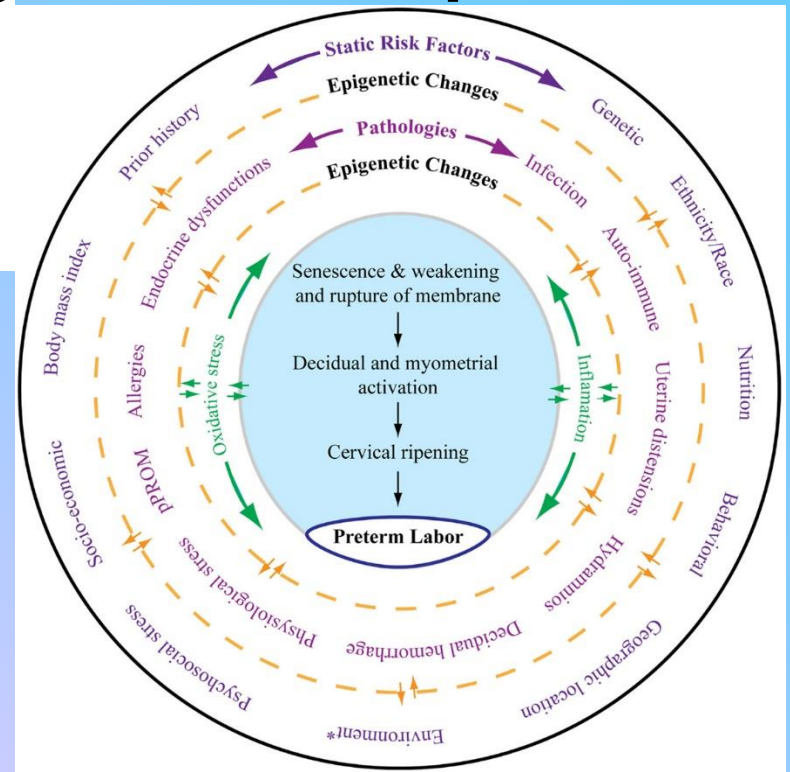 Static Risk Factors
Epigenetic Changes
Pathologies
Epigenetic Changes
Genetic
Ethnicity/Race
Nutrition
Behavioral
Geographic location
Environment*
Psychosocial stress
Socio-economic
Body mass index
Prior history
Infection
Auto-immune
Uterine distensions
Hydramnios
Decidual hemorrhage
Physiological stress
pPROM
Allergies
Endocrine dysfunctions
Oxidative stress
Inflamation
Senescence & weakening
and rupture of membrane
Decidual and myometrial
activation
Cervical ripening
Preterm Labor